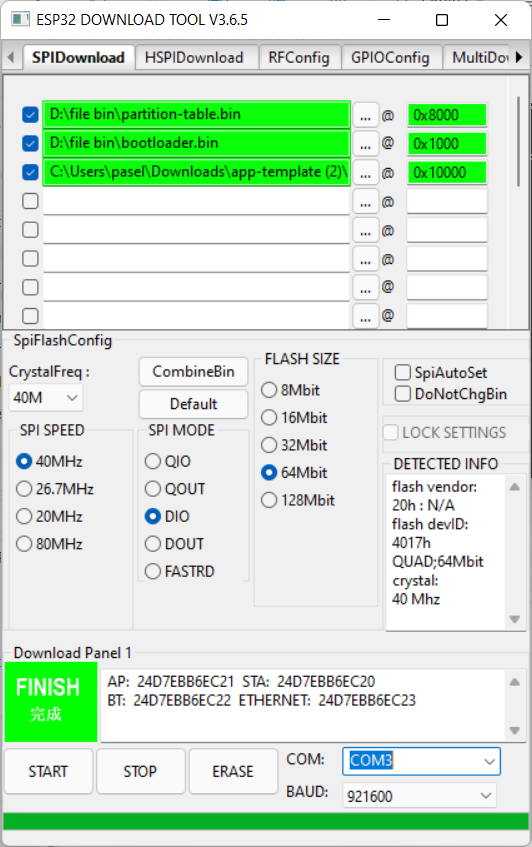 ESP32 DOWNLOAD TOOL V3.6.5
SPIDownload HSPIDownload RFConfig GPIOConfig MultiDow
D:\file bin\partition-table.bin ... @ 0x8000
D:\file bin\bootloader.bin ... @ 0x1000
C:\Users\pasel\Downloads\app-template (2)\ ... @ 0x10000
... @
... @
... @
... @
... @
SpiFlashConfig
CrystalFreq :
40M
CombineBin
Default
SPI SPEED
40MHz
26.7MHz
20MHz
80MHz
SPI MODE
QIO
QOUT
DIO
DOUT
FASTRD
FLASH SIZE
8Mbit
16Mbit
32Mbit
64Mbit
128Mbit
SpiAutoSet
DoNotChgBin
LOCK SETTINGS
DETECTED INFO
flash vendor:
20h : N/A
flash devID:
4017h
QUAD;64Mbit
crystal:
40 Mhz
Download Panel 1
FINISH
完成
AP: 24D7EBB6EC21 STA: 24D7EBB6EC20
BT: 24D7EBB6EC22 ETHERNET: 24D7EBB6EC23
START STOP ERASE
COM: COM3
BAUD: 921600